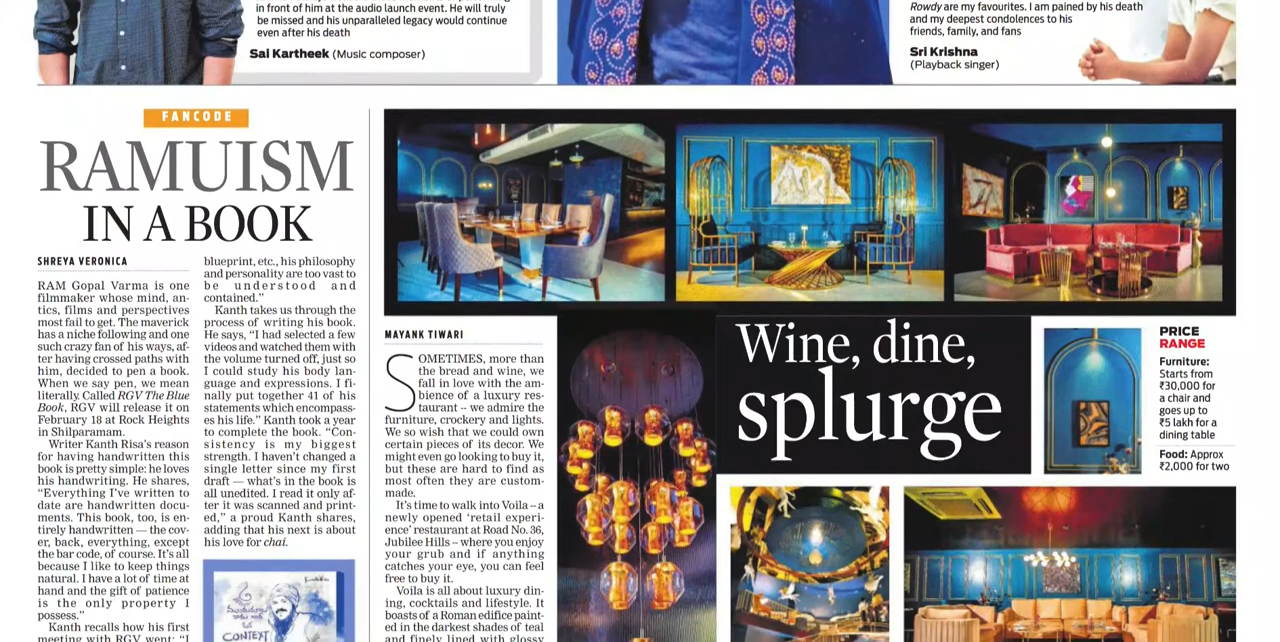 in front of him at the audio launch event. He will truly
be missed and his unparalleled legacy would continue
even after his death
Sai Kartheek (Music composer)
Rowdy are my favourites. I am pained by his death
and my deepest condolences to his
friends, family, and fans
Sri Krishna
(Playback singer)
FANCODE
RAMUISM
IN A BOOK
SHREYA VERONICA
RAM Gopal Varma is one
filmmaker whose mind, an-
tics, films and perspectives
most fail to get. The maverick
has a niche following and one
such crazy fan of his ways, af-
ter having crossed paths with
him, decided to pen a book.
When we say pen, we mean
literally. Called RGV The Blue
Book, RGV will release it on
February 18 at Rock Heights
in Shilparamam.
Writer Kanth Risa's reason
for having handwritten this
book is pretty simple: he loves
his handwriting. He shares,
"Everything I've written to
date are handwritten docu-
ments. This book, too, is en-
tirely handwritten — the cov-
er, back, everything, except
the bar code, of course. It's all
because I like to keep things
natural. I have a lot of time at
hand and the gift of patience
is the only property I
possess."
Kanth recalls how his first
meeting with RGV went: "I
blueprint, etc., his philosophy
and personality are too vast to
be understood and
contained."
Kanth takes us through the
process of writing his book.
He says, "I had selected a few
videos and watched them with
the volume turned off, just so
I could study his body lan-
guage and expressions. I fi-
nally put together 41 of his
statements which encompass-
es his life." Kanth took a year
to complete the book. "Con-
sistency is my biggest
strength. I haven't changed a
single letter since my first
draft — what's in the book is
all unedited. I read it only af-
ter it was scanned and print-
ed," a proud Kanth shares,
adding that his next is about
his love for chai.
CONTEXT
MAYANK TIWARI
SOMETIMES, more than
the bread and wine, we
fall in love with the am-
bience of a luxury res-
taurant -- we admire the
furniture, crockery and lights.
We so wish that we could own
certain pieces of its decor. We
might even go looking to buy it,
but these are hard to find as
most often they are custom-
made.
It's time to walk into Voila -- a
newly opened 'retail experi-
ence' restaurant at Road No. 36,
Jubilee Hills -- where you enjoy
your grub and if anything
catches your eye, you can feel
free to buy it.
Voila is all about luxury din-
ing, cocktails and lifestyle. It
boasts of a Roman edifice paint-
ed in the darkest shades of teal
and finely lined with glossy
Wine, dine,
splurge
PRICE
RANGE
Furniture:
Starts from
₹30,000 for
a chair and
goes up to
₹5 lakh for a
dining table
Food: Approx
₹2,000 for two